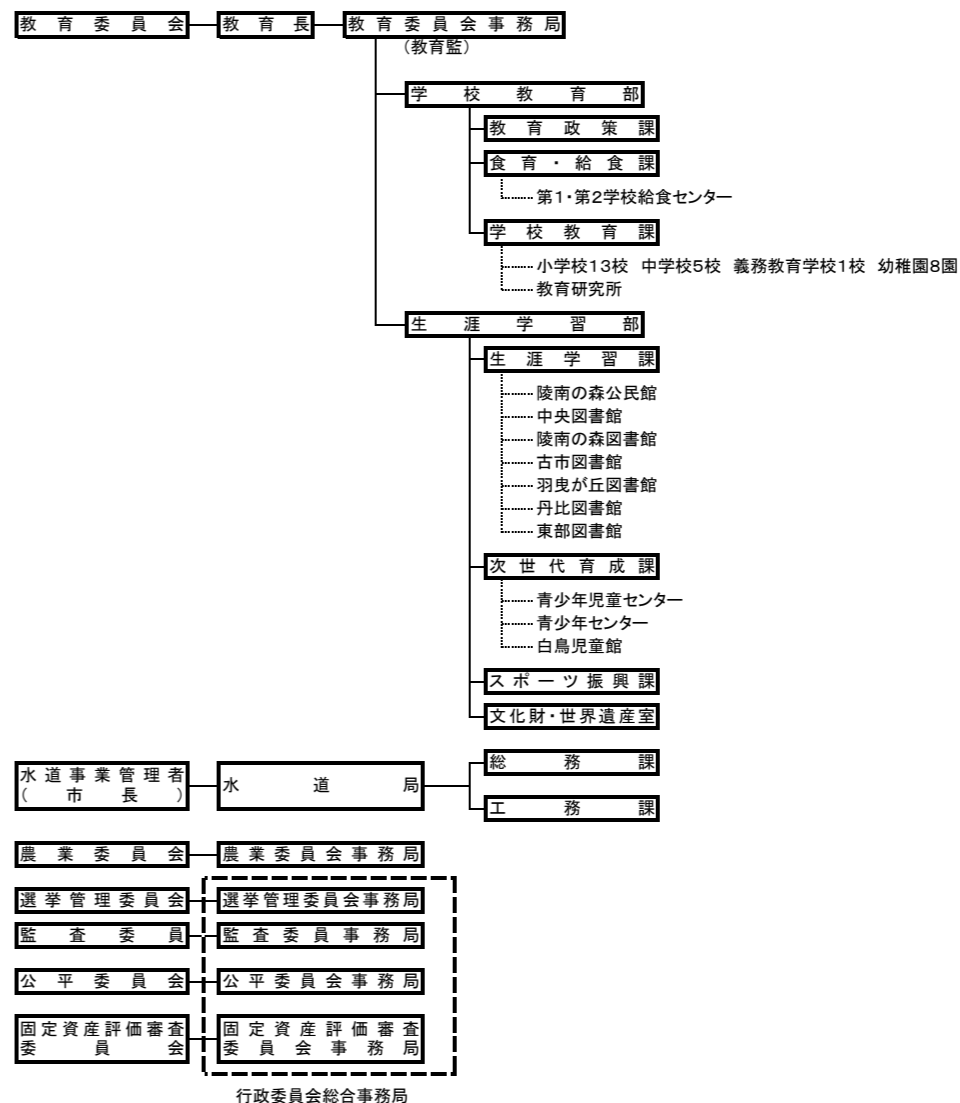 教育委員会 教育長 教育委員会事務局
(教育監)
学校教育部
教育政策課
食育・給食課
第1・第2学校給食センター
学校教育課
小学校13校 中学校5校 義務教育学校1校 幼稚園8園
教育研究所
生涯学習部
生涯学習課
陵南の森公民館
中央図書館
陵南の森図書館
古市図書館
羽曳が丘図書館
丹比図書館
東部図書館
次世代育成課
青少年児童センター
青少年センター
白鳥児童館
スポーツ振興課
文化財・世界遺産室
水道事業管理者
(市長)
水道局
総務課
工務課
農業委員会 農業委員会事務局
選挙管理委員会 選挙管理委員会事務局
監査委員 監査委員事務局
公平委員会 公平委員会事務局
固定資産評価審査
委員会
固定資産評価審査
委員会事務局
行政委員会総合事務局